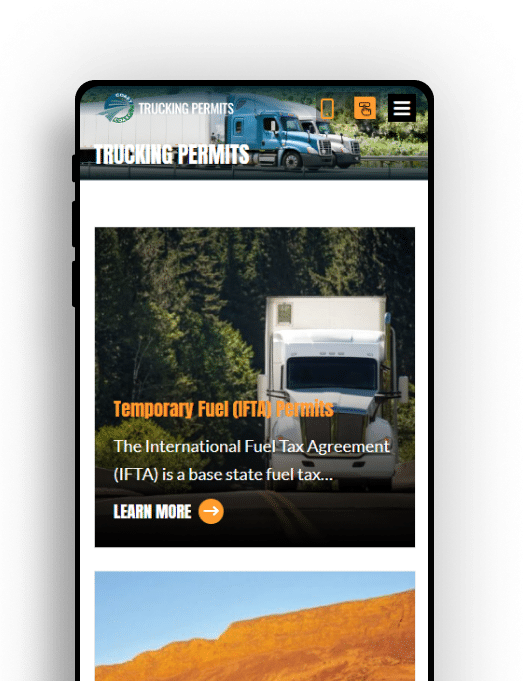 COAST
TRUCKING PERMITS
TRUCKING PERMITS
Temporary Fuel (IFTA) Permits
The International Fuel Tax Agreement
(IFTA) is a base state fuel tax...
LEARN MORE